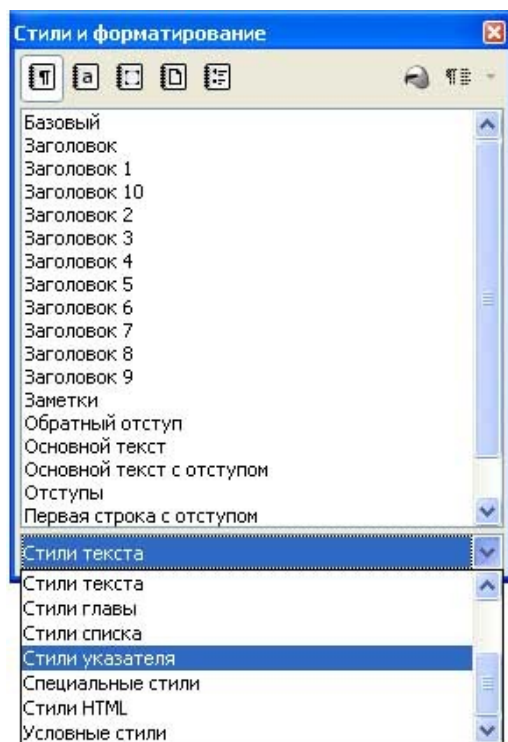 Стили и форматирование
Базовый
Заголовок
Заголовок 1
Заголовок 10
Заголовок 2
Заголовок 3
Заголовок 4
Заголовок 5
Заголовок 6
Заголовок 7
Заголовок 8
Заголовок 9
Заметки
Обратный отступ
Основной текст
Основной текст с отступом
Отступы
Первая строка с отступом
Стили текста
Стили текста
Стили главы
Стили списка
Стили указателя
Специальные стили
Стили HTML
Условные стили